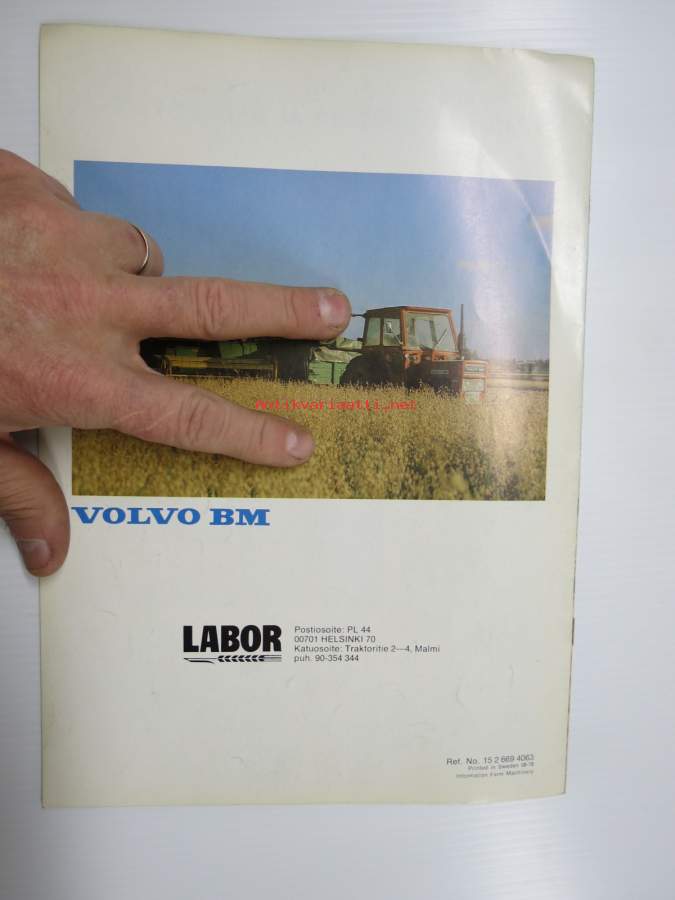 Antikvariaatti.net
VOLVO BM
LABOR
Postiosoite: PL 44
00701 HELSINKI 70
Katuosoite: Traktoritie 2—4, Malmi
puh. 90-354 344
Ref. No. 15 2 669 4063
Printed in Sweden
Information Farm Machinery